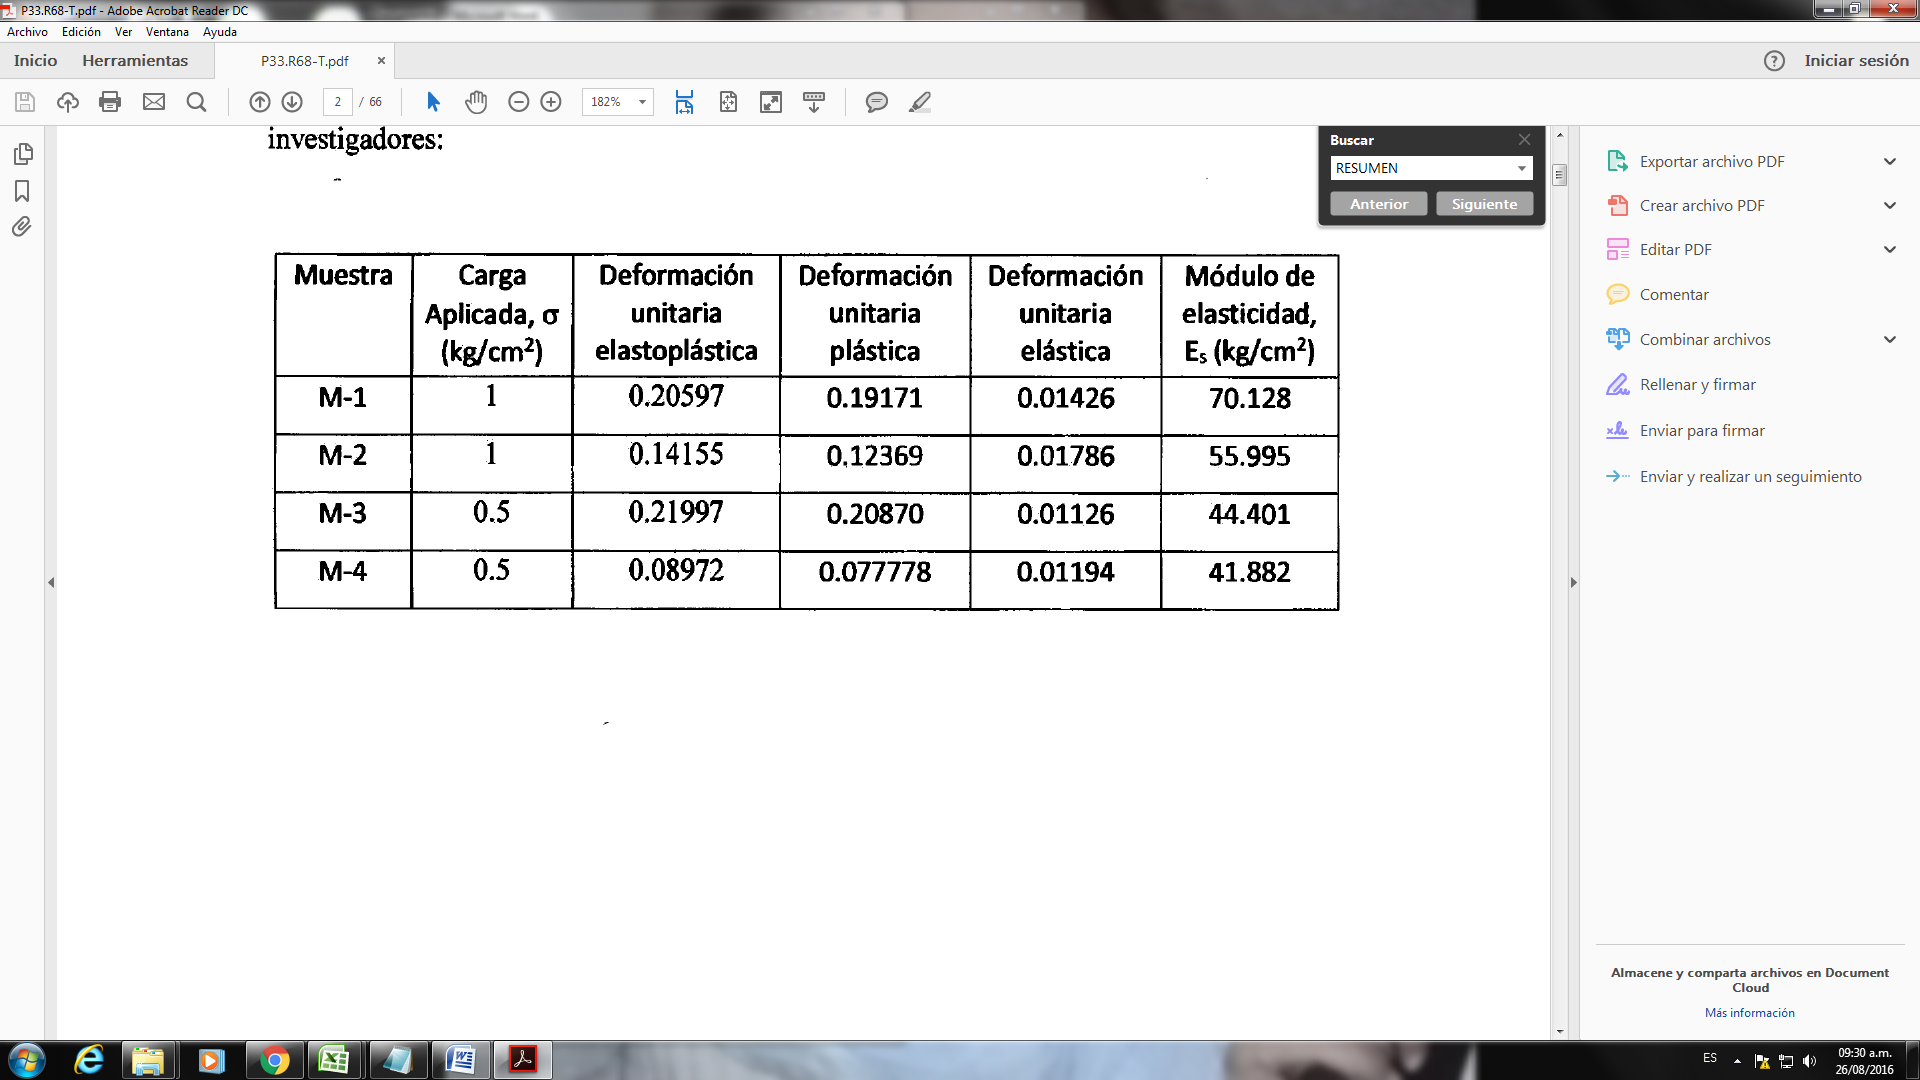 P33.R68-T.pdf - Adobe Acrobat Reader DC
Archivo Edición Ver Ventana Ayuda
Inicio Herramientas P33.R68-T.pdf Iniciar sesión
2 / 66 182%
investigadores:
Buscar
RESUMEN
Anterior Siguiente
Muestra Carga Aplicada, σ (kg/cm²) Deformación unitaria elastoplástica Deformación unitaria plástica Deformación unitaria elástica Módulo de elasticidad, Es (kg/cm²)
M-1 1 0.20597 0.19171 0.01426 70.128
M-2 1 0.14155 0.12369 0.01786 55.995
M-3 0.5 0.21997 0.20870 0.01126 44.401
M-4 0.5 0.08972 0.077778 0.01194 41.882
Exportar archivo PDF
Crear archivo PDF
Editar PDF
Comentar
Combinar archivos
Rellenar y firmar
Enviar para firmar
Enviar y realizar un seguimiento
Almacene y comparta archivos en Document
Cloud
Más información
ES
09:30 a.m.
26/08/2016